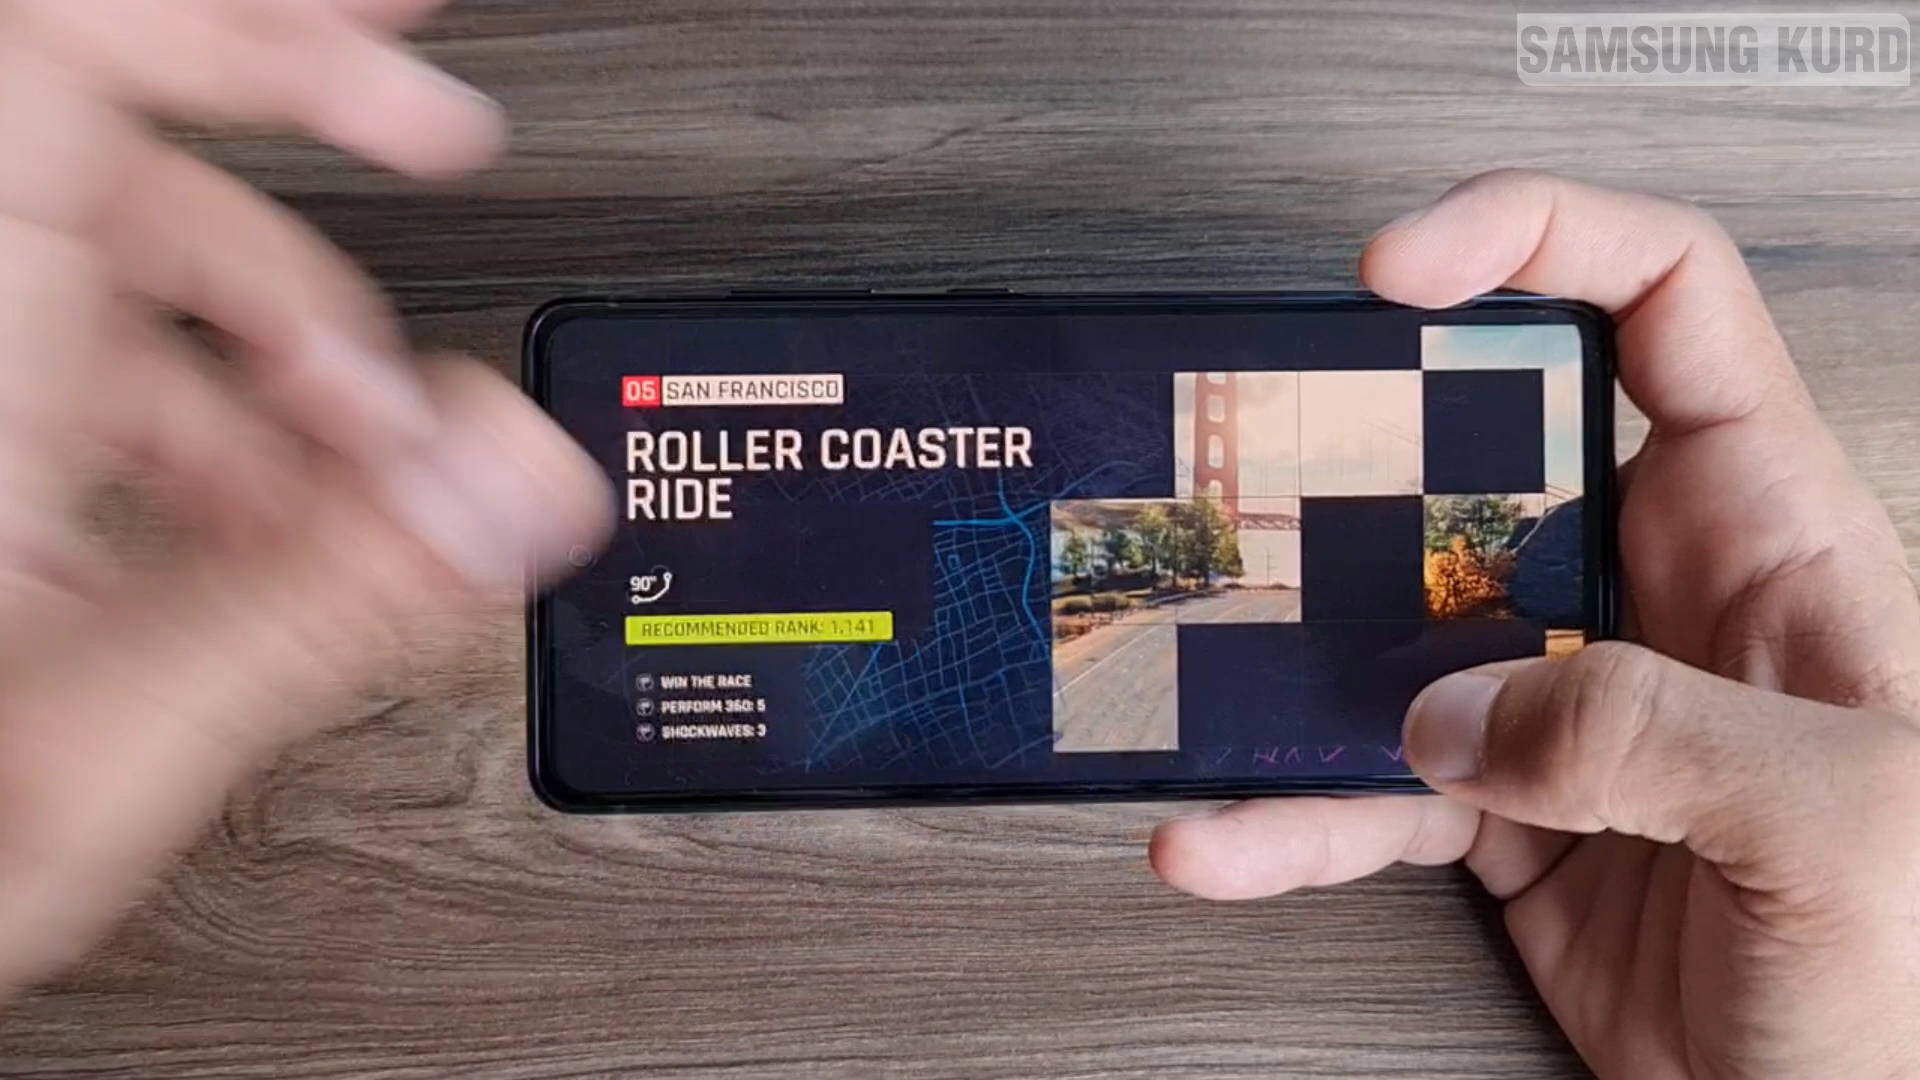 SAMSUNG KURD
05 SAN FRANCISCO
ROLLER COASTER
RIDE
90"
RECOMMENDED RANK: 1,141
WIN THE RACE
PERFORM 360: 5
SHOCKWAVES: 3